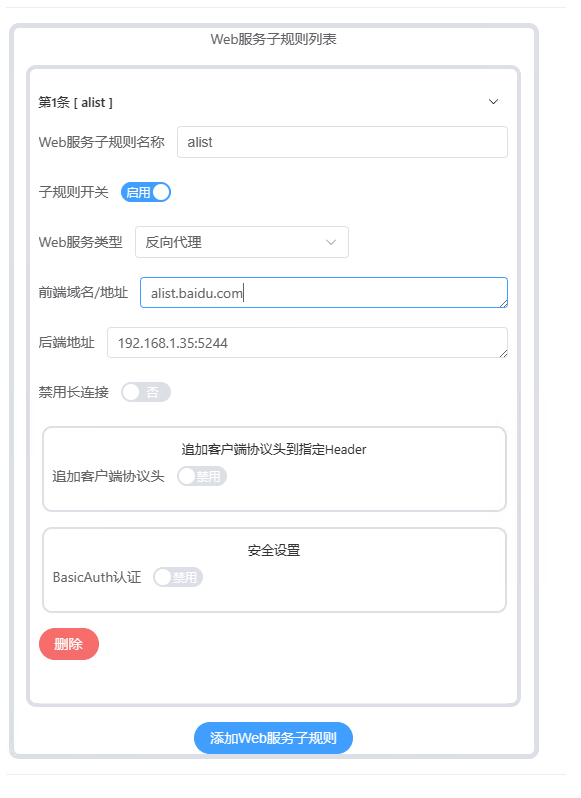 Web服务子规则列表
第1条 [ alist ]
Web服务子规则名称 alist
子规则开关 启用
Web服务类型 反向代理
前端域名/地址 alist.baidu.com
后端地址 192.168.1.35:5244
禁用长连接 否
追加客户端协议头到指定Header
追加客户端协议头 禁用
安全设置
BasicAuth认证 禁用
删除
添加Web服务子规则